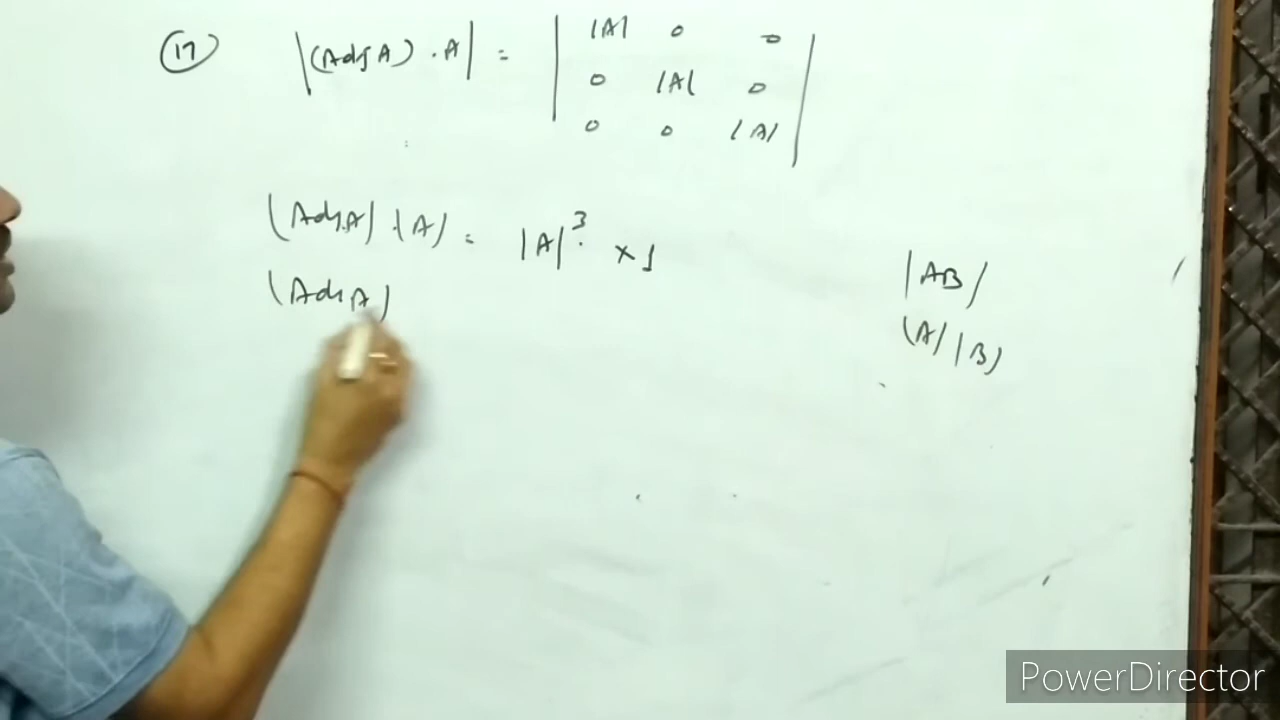 (17) |(Adj A) . A| = | |A| 0 0
0 |A| 0
0 0 |A| |
|Adj A| . |A| = |A|³ . × 1
|Adj A|
|AB|
|A| |B|
PowerDirector